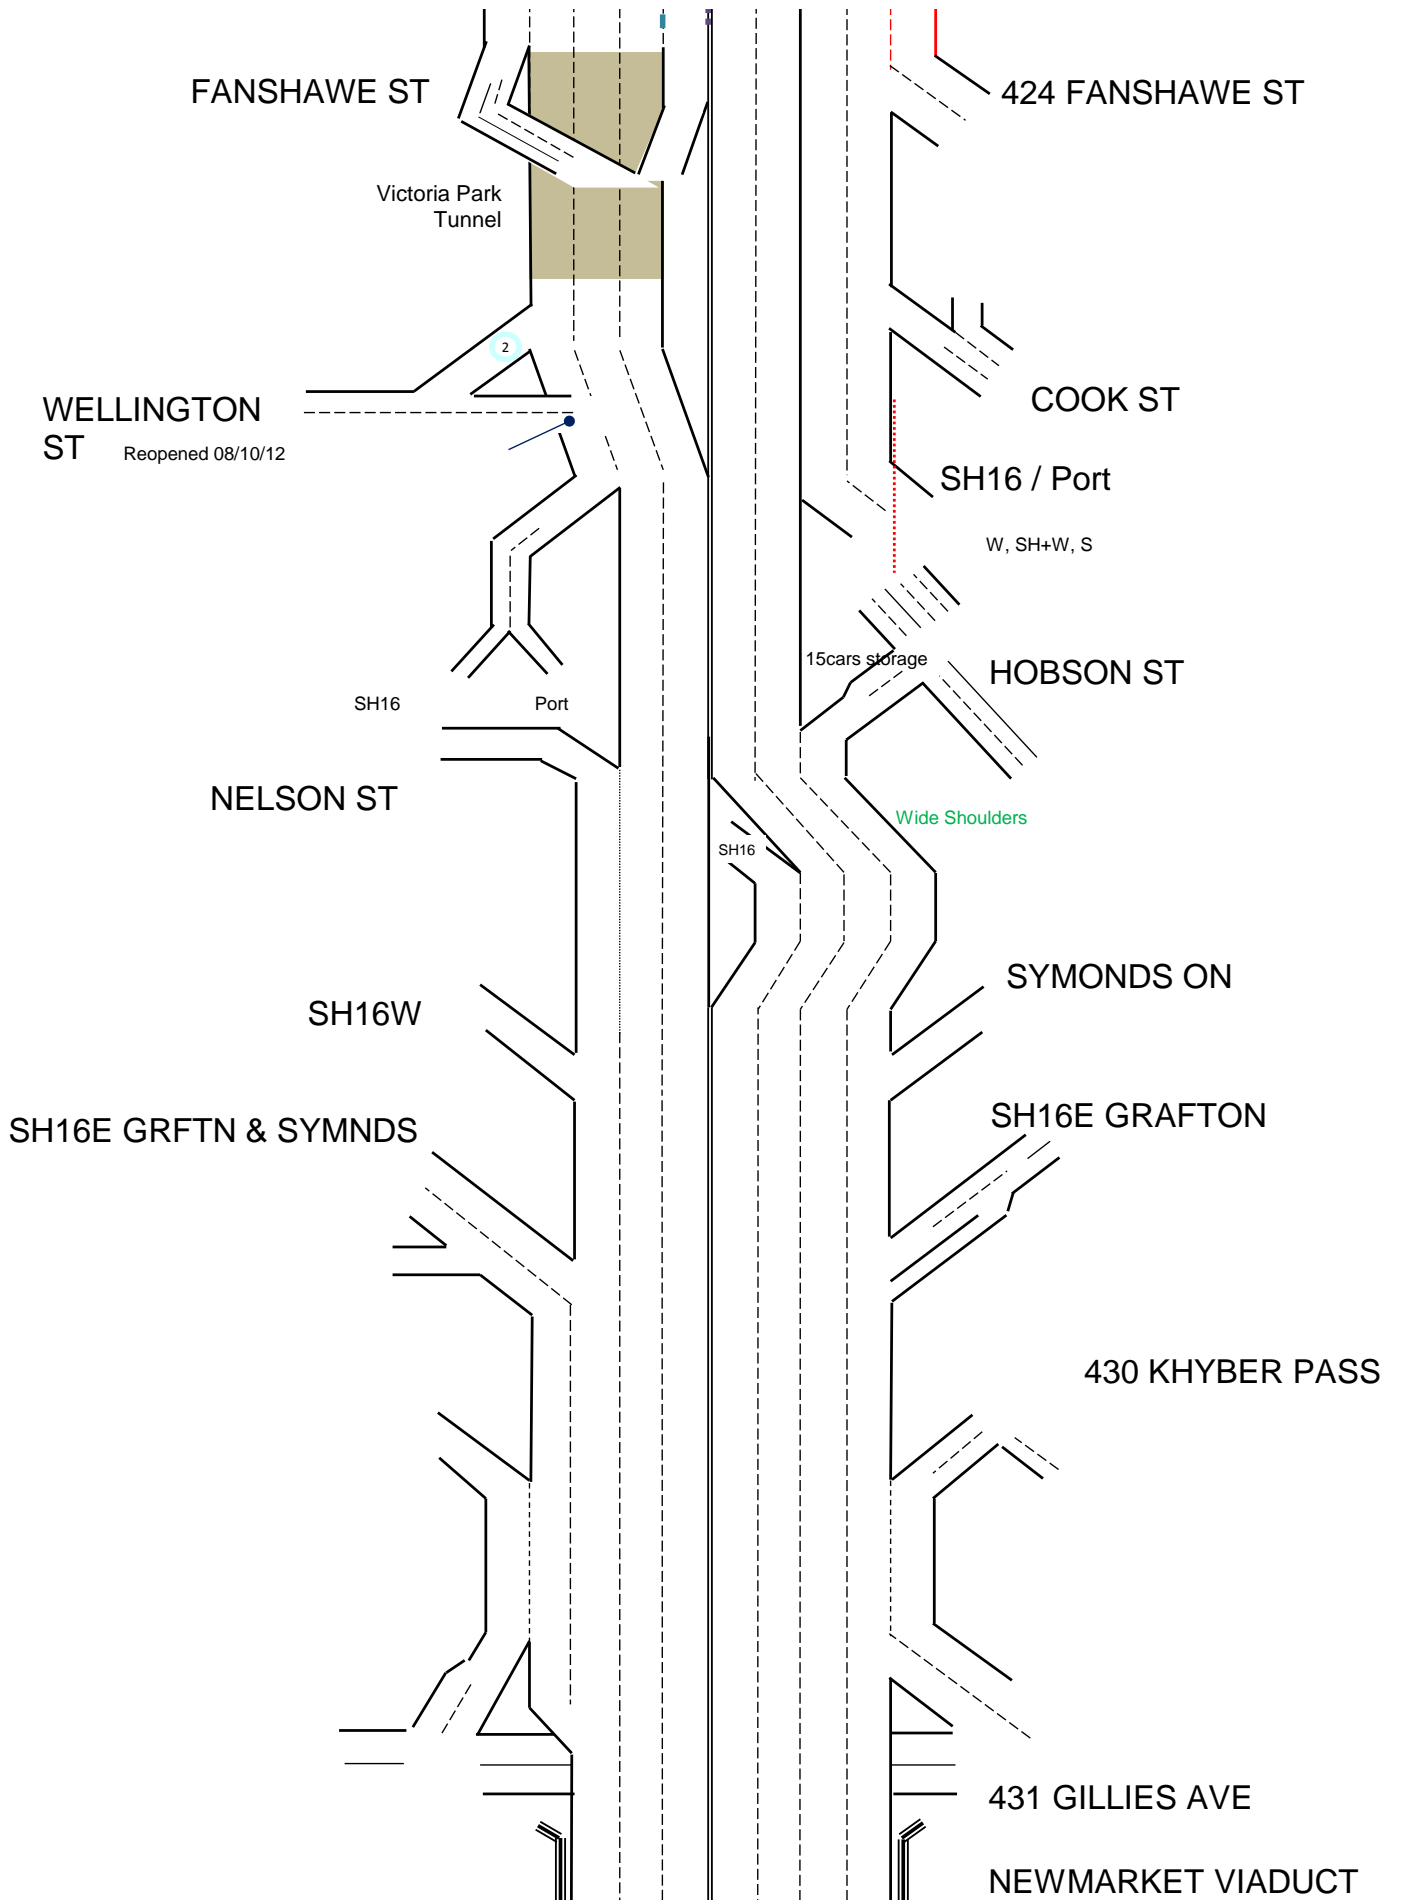 FANSHAWE ST
424 FANSHAWE ST
Victoria Park
Tunnel
2
WELLINGTON
ST
Reopened 08/10/12
COOK ST
SH16 / Port
W, SH+W, S
15cars storage
HOBSON ST
SH16
Port
NELSON ST
Wide Shoulders
SH16
SYMONDS ON
SH16W
SH16E GRFTN & SYMNDS
SH16E GRAFTON
430 KHYBER PASS
431 GILLIES AVE
NEWMARKET VIADUCT